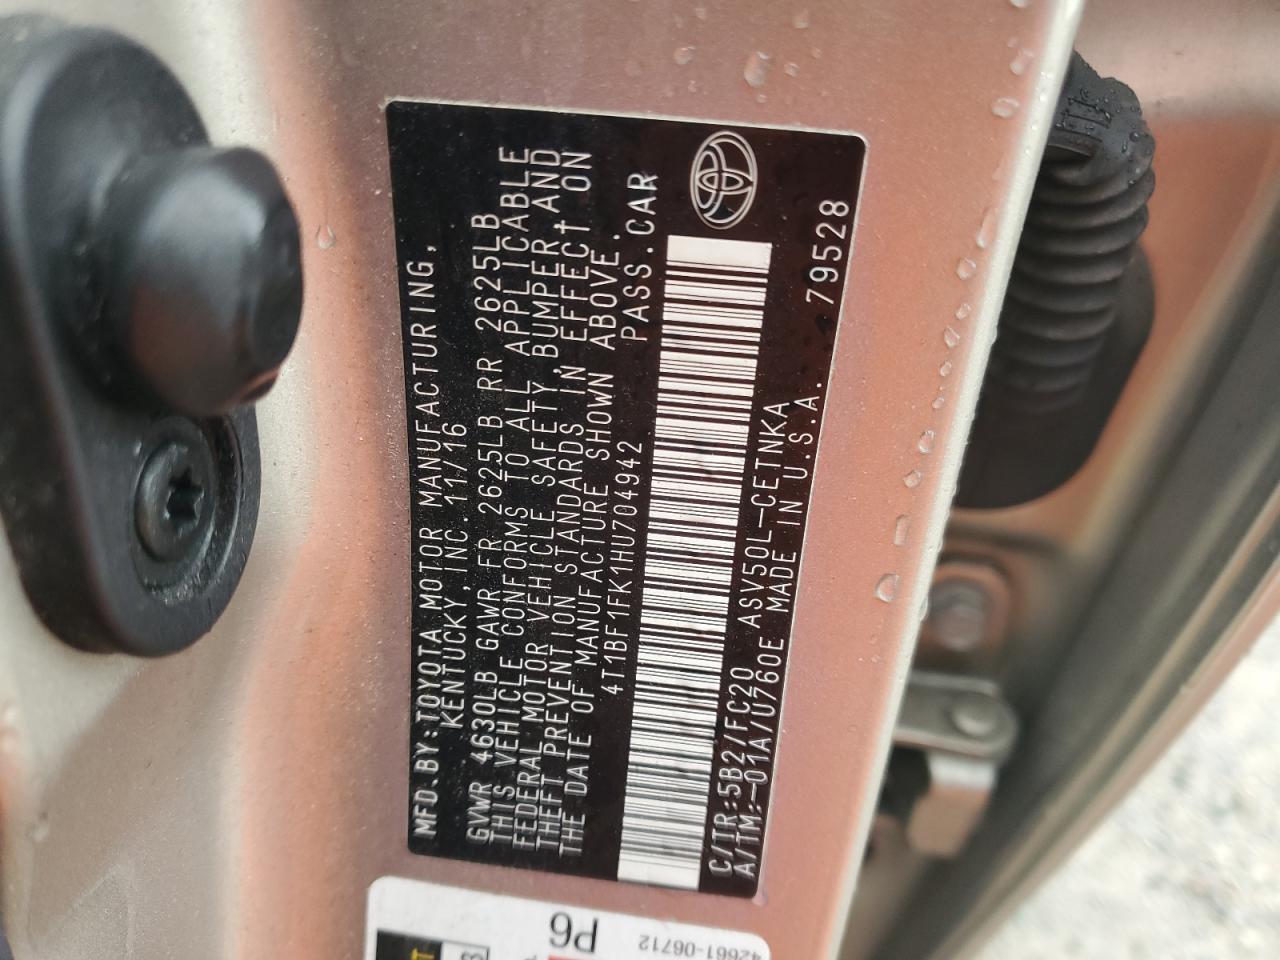 MFD.BY:TOYOTA MOTOR MANUFACTURING,
KENTUCKY, INC. 11/16
GVWR 4630LB GAWR FR 2625LB RR 2625LB
THIS VEHICLE CONFORMS TO ALL APPLICABLE
FEDERAL MOTOR VEHICLE SAFETY, BUMPER, AND
THEFT PREVENTION STANDARDS IN EFFECT ON
THE DATE OF MANUFACTURE SHOWN ABOVE.
4T1BF1FK1HU704942 PASS.CAR
C/TR:5B2/FC20 ASV50L-CETNKA
A/TM:-01A/U760E MADE IN U.S.A. 79528
42661-06712
P6